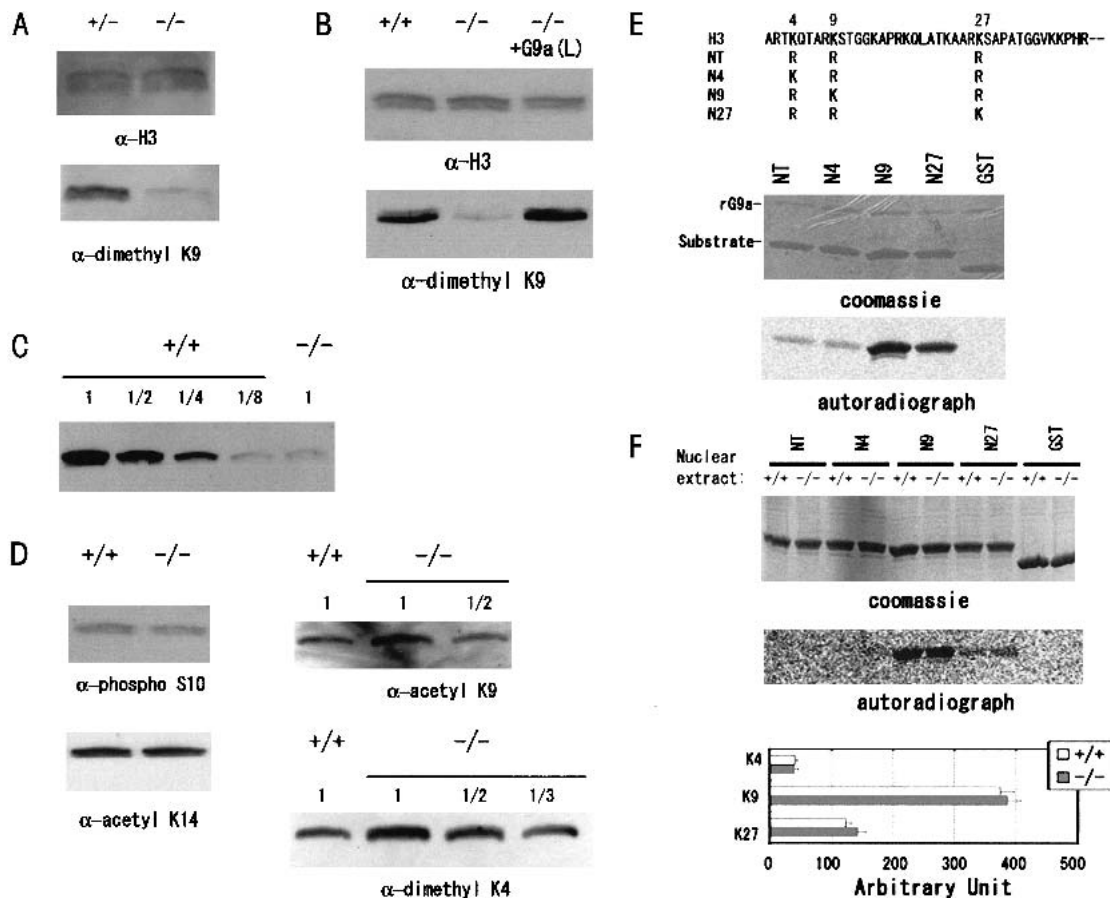 A
+/- -/-
α-H3
α-dimethyl K9
B
+/+ -/- -/-
+G9a(L)
α-H3
α-dimethyl K9
C
+/+ -/-
1 1/2 1/4 1/8 1
D
+/+ -/-
α-phospho S10
α-acetyl K14
+/+ -/-
1 1 1/2
α-acetyl K9
+/+ -/-
1 1 1/2 1/3
α-dimethyl K4
E
4 9 27
H3 ARTKQTARKSTGGKAPRKQLATKAARKSAPATGGVKKPHR--
NT R R R
N4 K R R
N9 R K R
N27 R R K
NT N4 N9 N27 GST
rG9a-
Substrate-
coomassie
autoradiograph
F
NT N4 N9 N27 GST
Nuclear
extract: +/+ -/- +/+ -/- +/+ -/- +/+ -/- +/+ -/-
coomassie
autoradiograph
K4
K9
K27
+/+
-/-
0 100 200 300 400 500
Arbitrary Unit